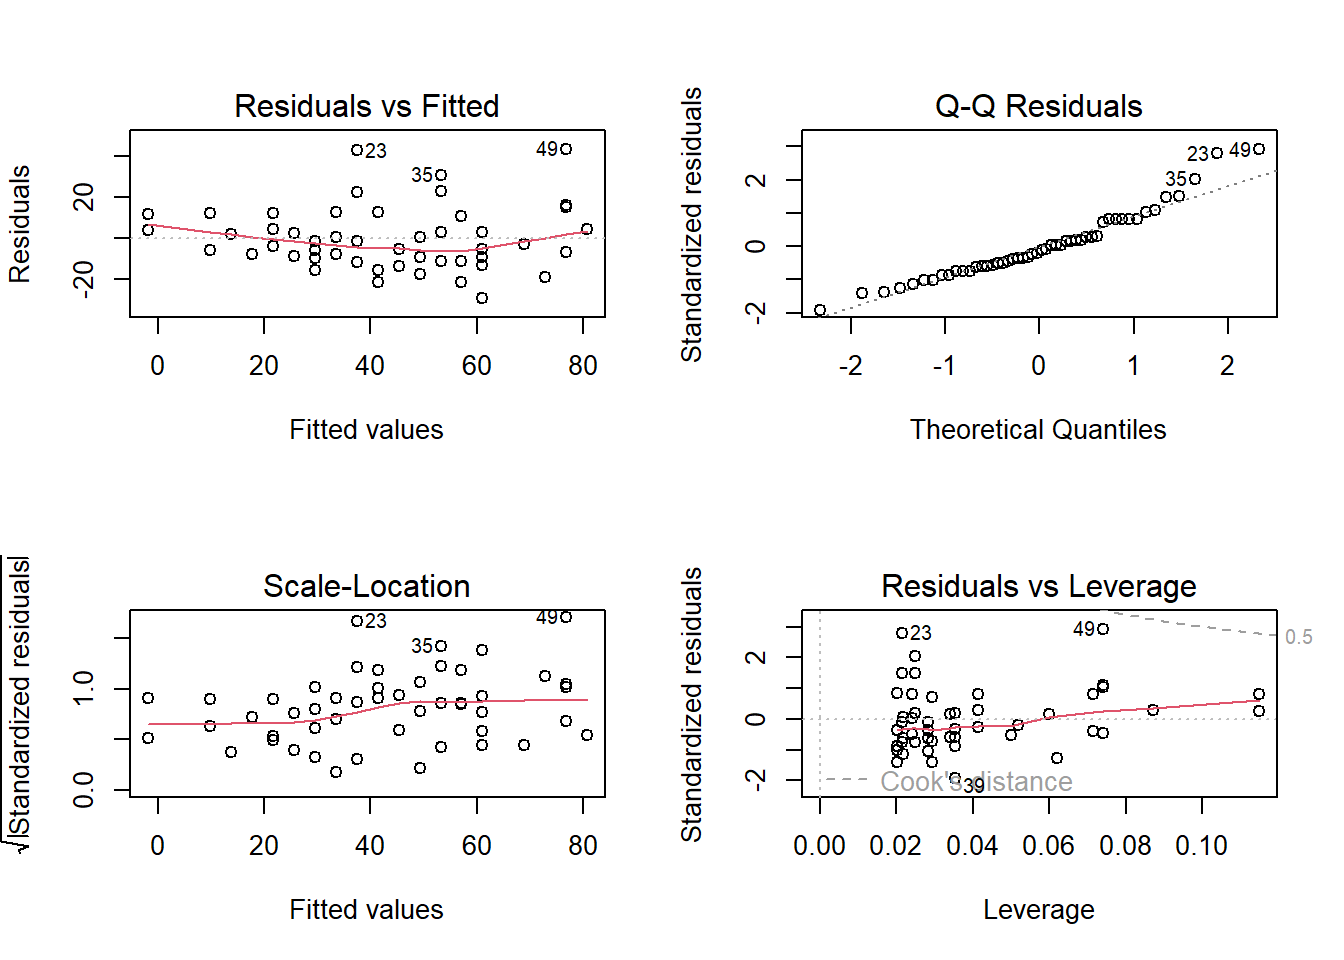 Residuals vs Fitted
Residuals
20
-20
23
35
49
0 20 40 60 80
Fitted values
Q-Q Residuals
Standardized residuals
2
0
-2
23
49
35
-2 -1 0 1 2
Theoretical Quantiles
Scale-Location
√|Standardized residuals|
1.0
0.0
23
35
49
0 20 40 60 80
Fitted values
Residuals vs Leverage
Standardized residuals
2
0
-2
23
49
0.5
Cook's distance
39
0.00 0.02 0.04 0.06 0.08 0.10
Leverage